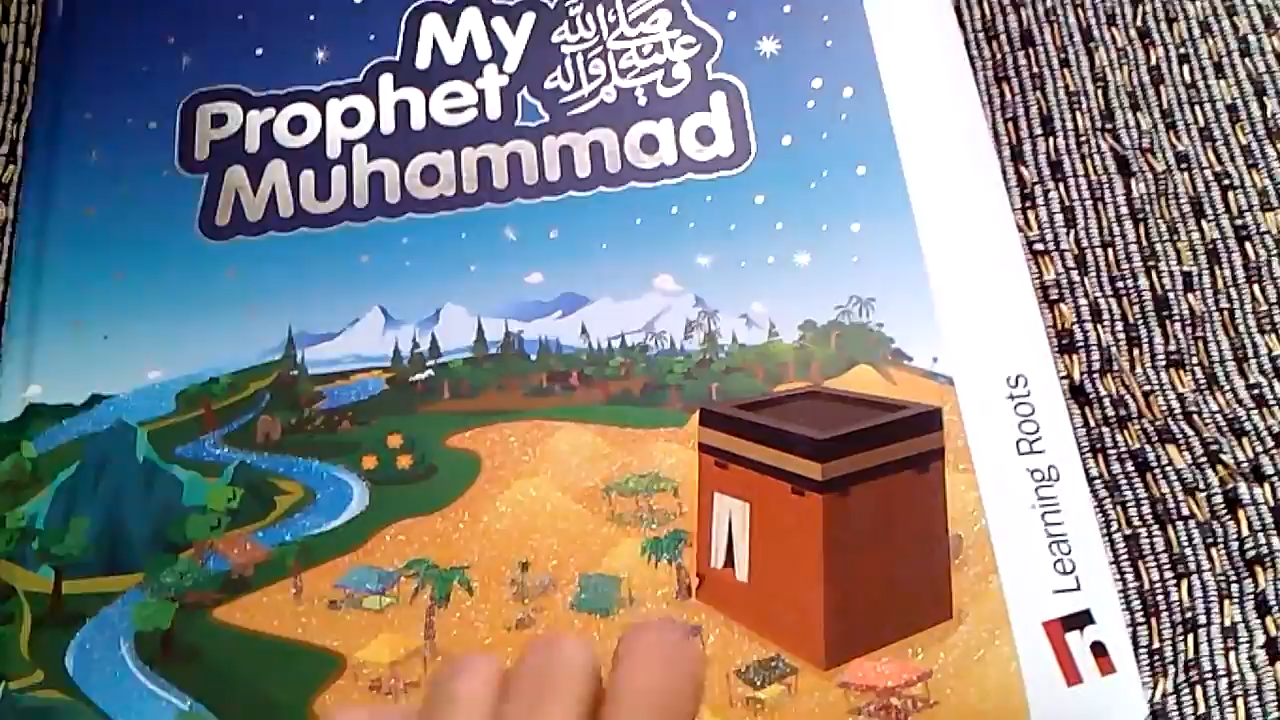 My
صلى الله
عليه وآله
وسلم
Prophet
Muhammad
Learning Roots